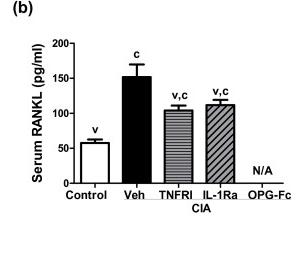 (b)
Serum RANKL (pg/ml)
200
150
100
50
0
v
c
v,c
v,c
N/A
Control Veh TNFRI IL-1Ra OPG-Fc
CIA